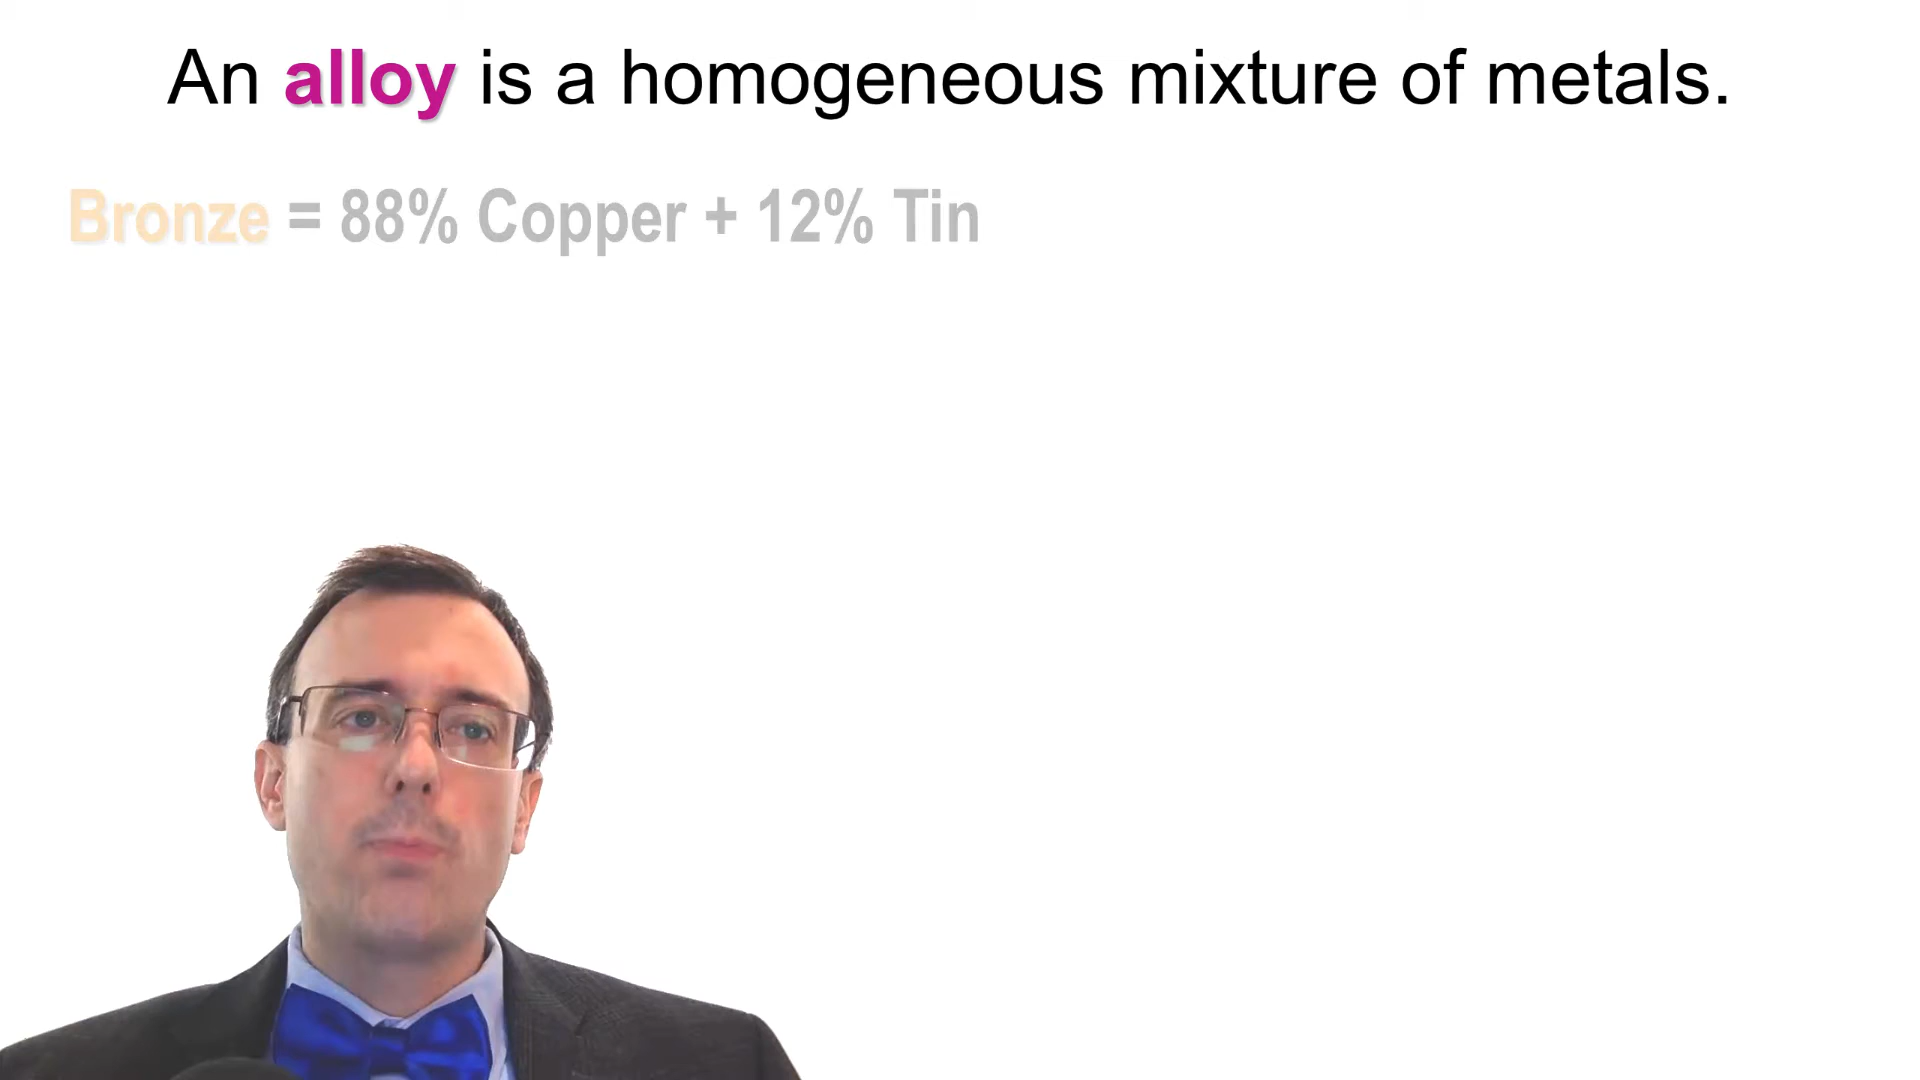 An alloy is a homogeneous mixture of metals.
Bronze = 88% Copper + 12% Tin